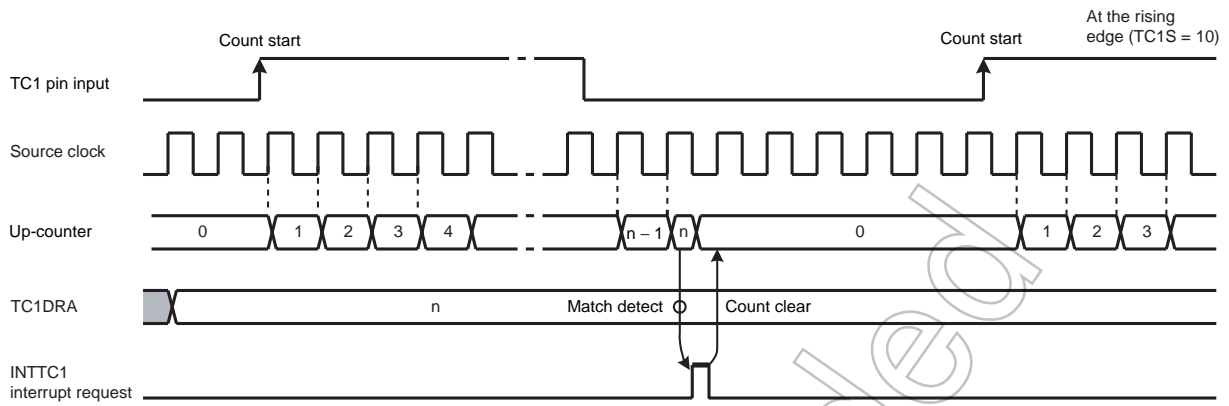 At the rising
edge (TC1S = 10)
Count start
Count start
TC1 pin input
Source clock
Up-counter
0 1 2 3 4 n – 1 n 0 1 2 3
TC1DRA
n
Match detect
Count clear
INTTC1
interrupt request